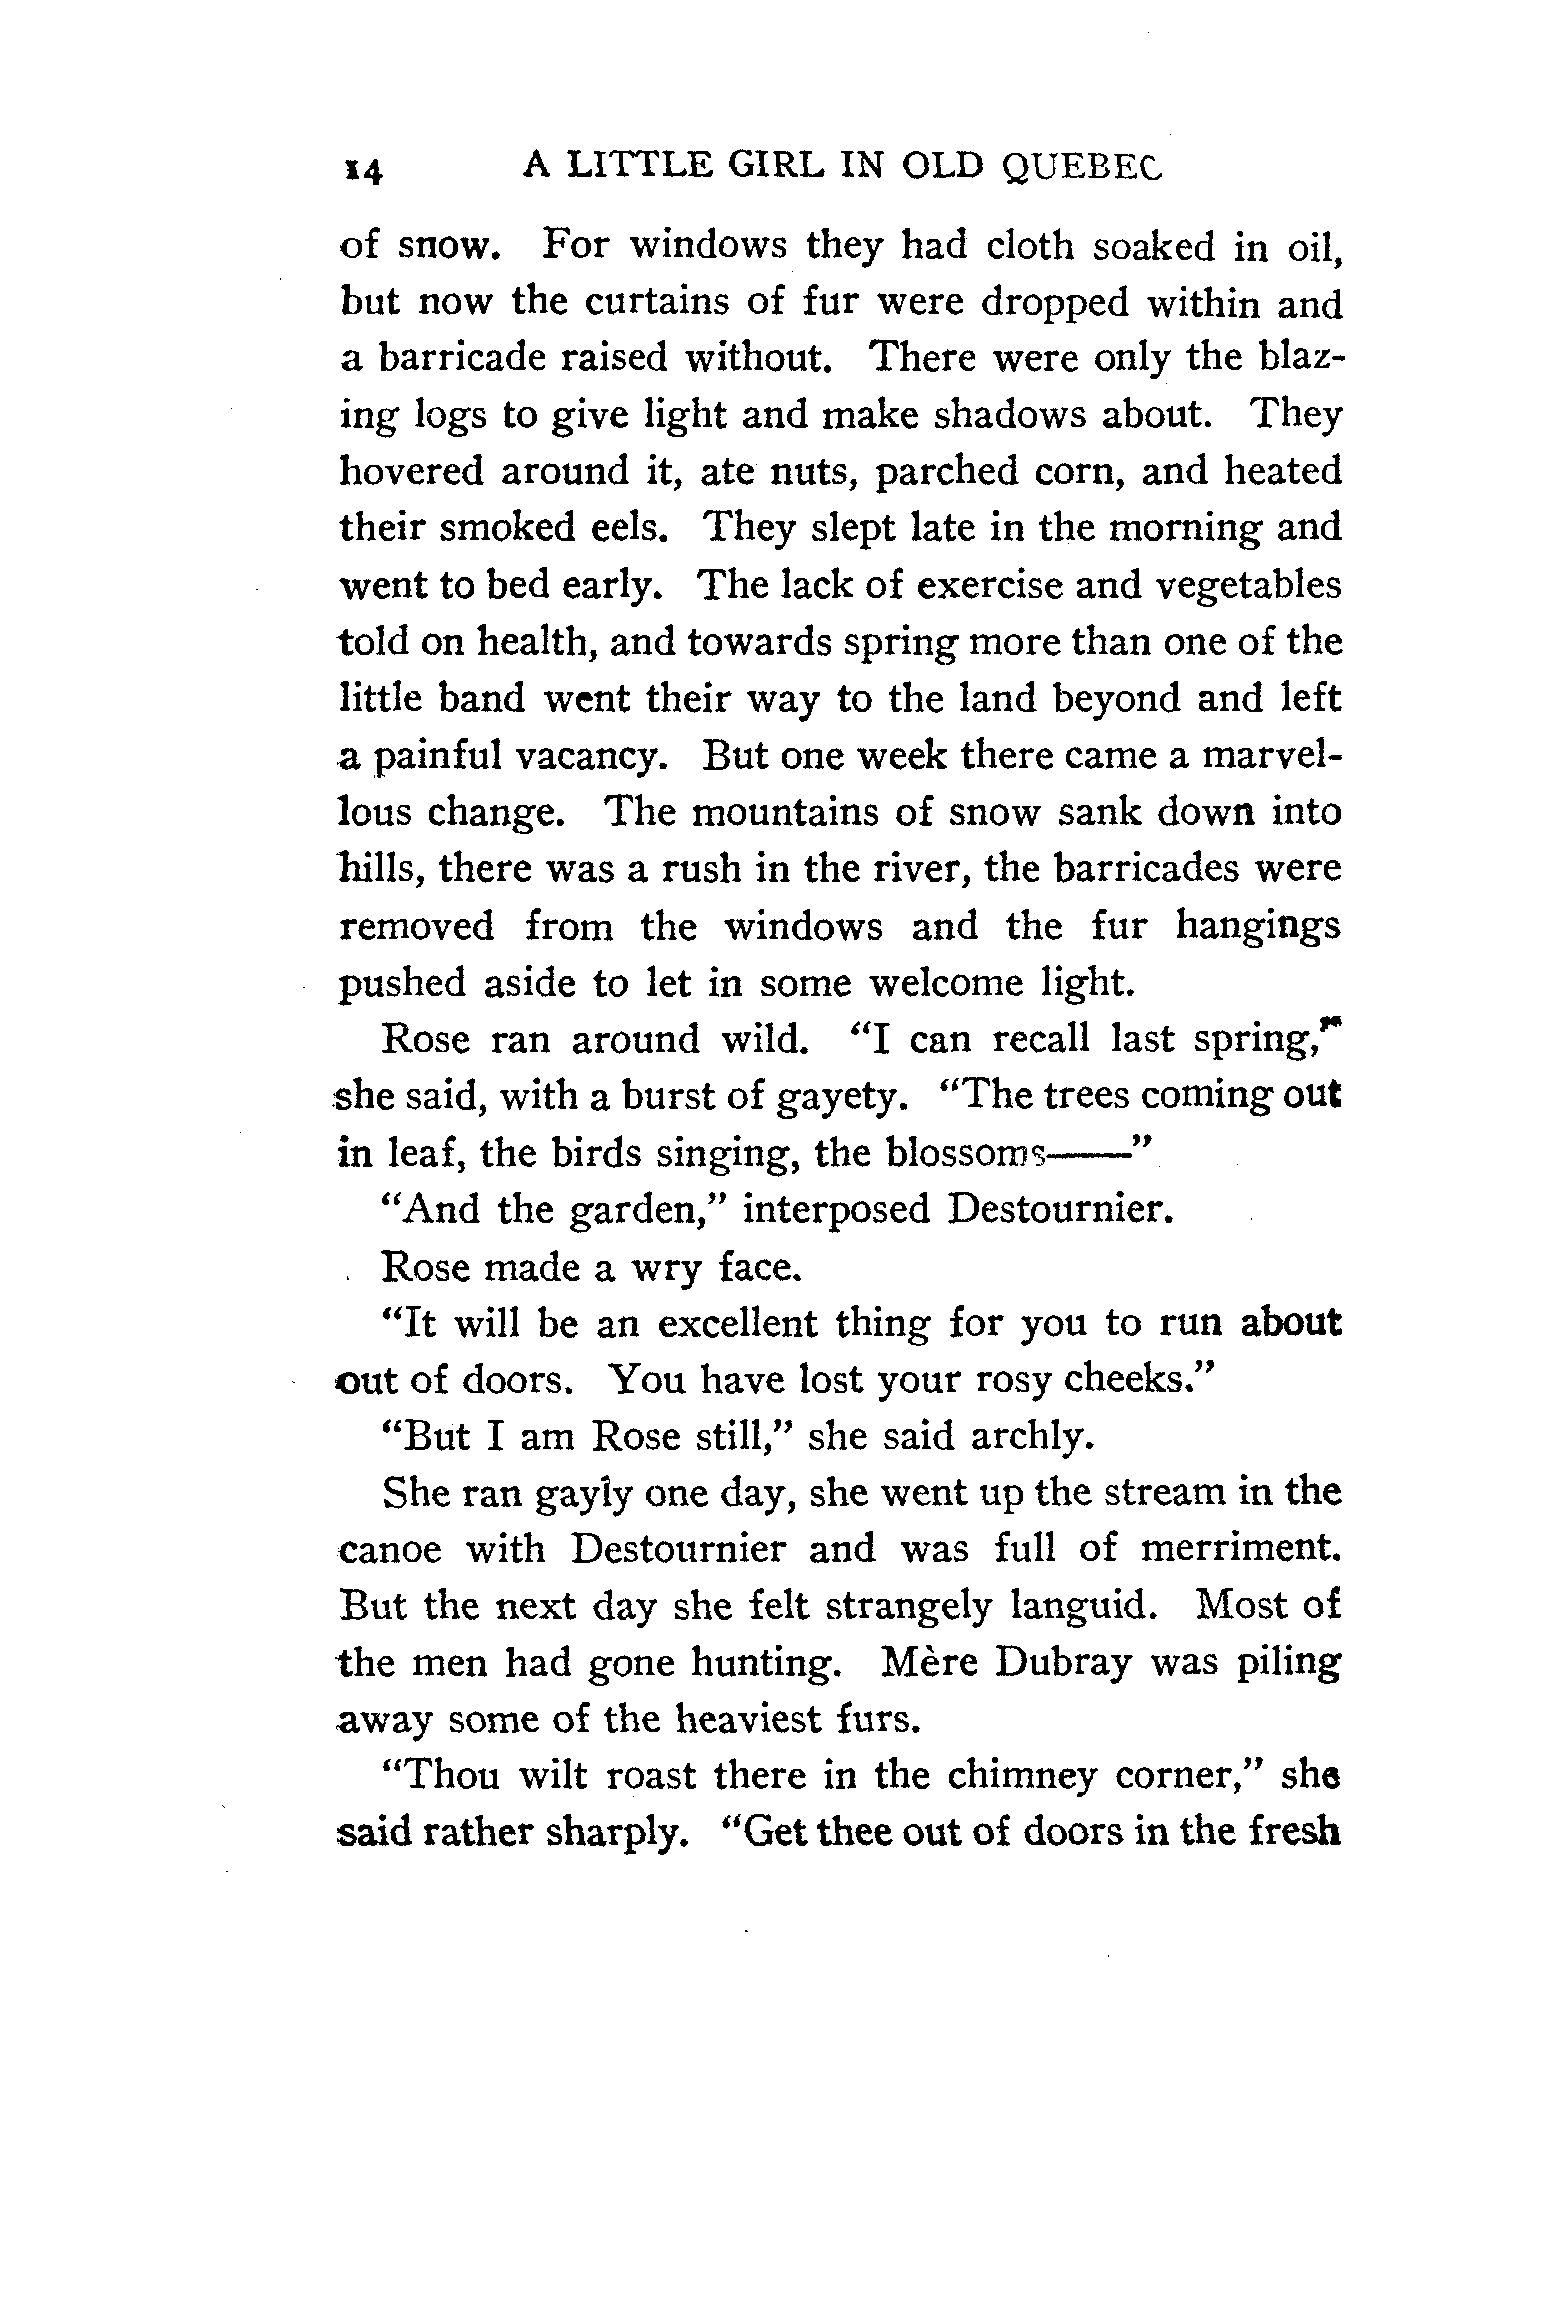 14 A LITTLE GIRL IN OLD QUEBEC
of snow. For windows they had cloth soaked in oil,
but now the curtains of fur were dropped within and
a barricade raised without. There were only the blaz-
ing logs to give light and make shadows about. They
hovered around it, ate nuts, parched corn, and heated
their smoked eels. They slept late in the morning and
went to bed early. The lack of exercise and vegetables
told on health, and towards spring more than one of the
little band went their way to the land beyond and left
a painful vacancy. But one week there came a marvel-
lous change. The mountains of snow sank down into
hills, there was a rush in the river, the barricades were
removed from the windows and the fur hangings
pushed aside to let in some welcome light.
Rose ran around wild. “I can recall last spring,”
she said, with a burst of gayety. “The trees coming out
in leaf, the birds singing, the blossoms——”
“And the garden,” interposed Destournier.
Rose made a wry face.
“It will be an excellent thing for you to run about
out of doors. You have lost your rosy cheeks.”
“But I am Rose still,” she said archly.
She ran gayly one day, she went up the stream in the
canoe with Destournier and was full of merriment.
But the next day she felt strangely languid. Most of
the men had gone hunting. Mère Dubray was piling
away some of the heaviest furs.
“Thou wilt roast there in the chimney corner,” she
said rather sharply. “Get thee out of doors in the fresh